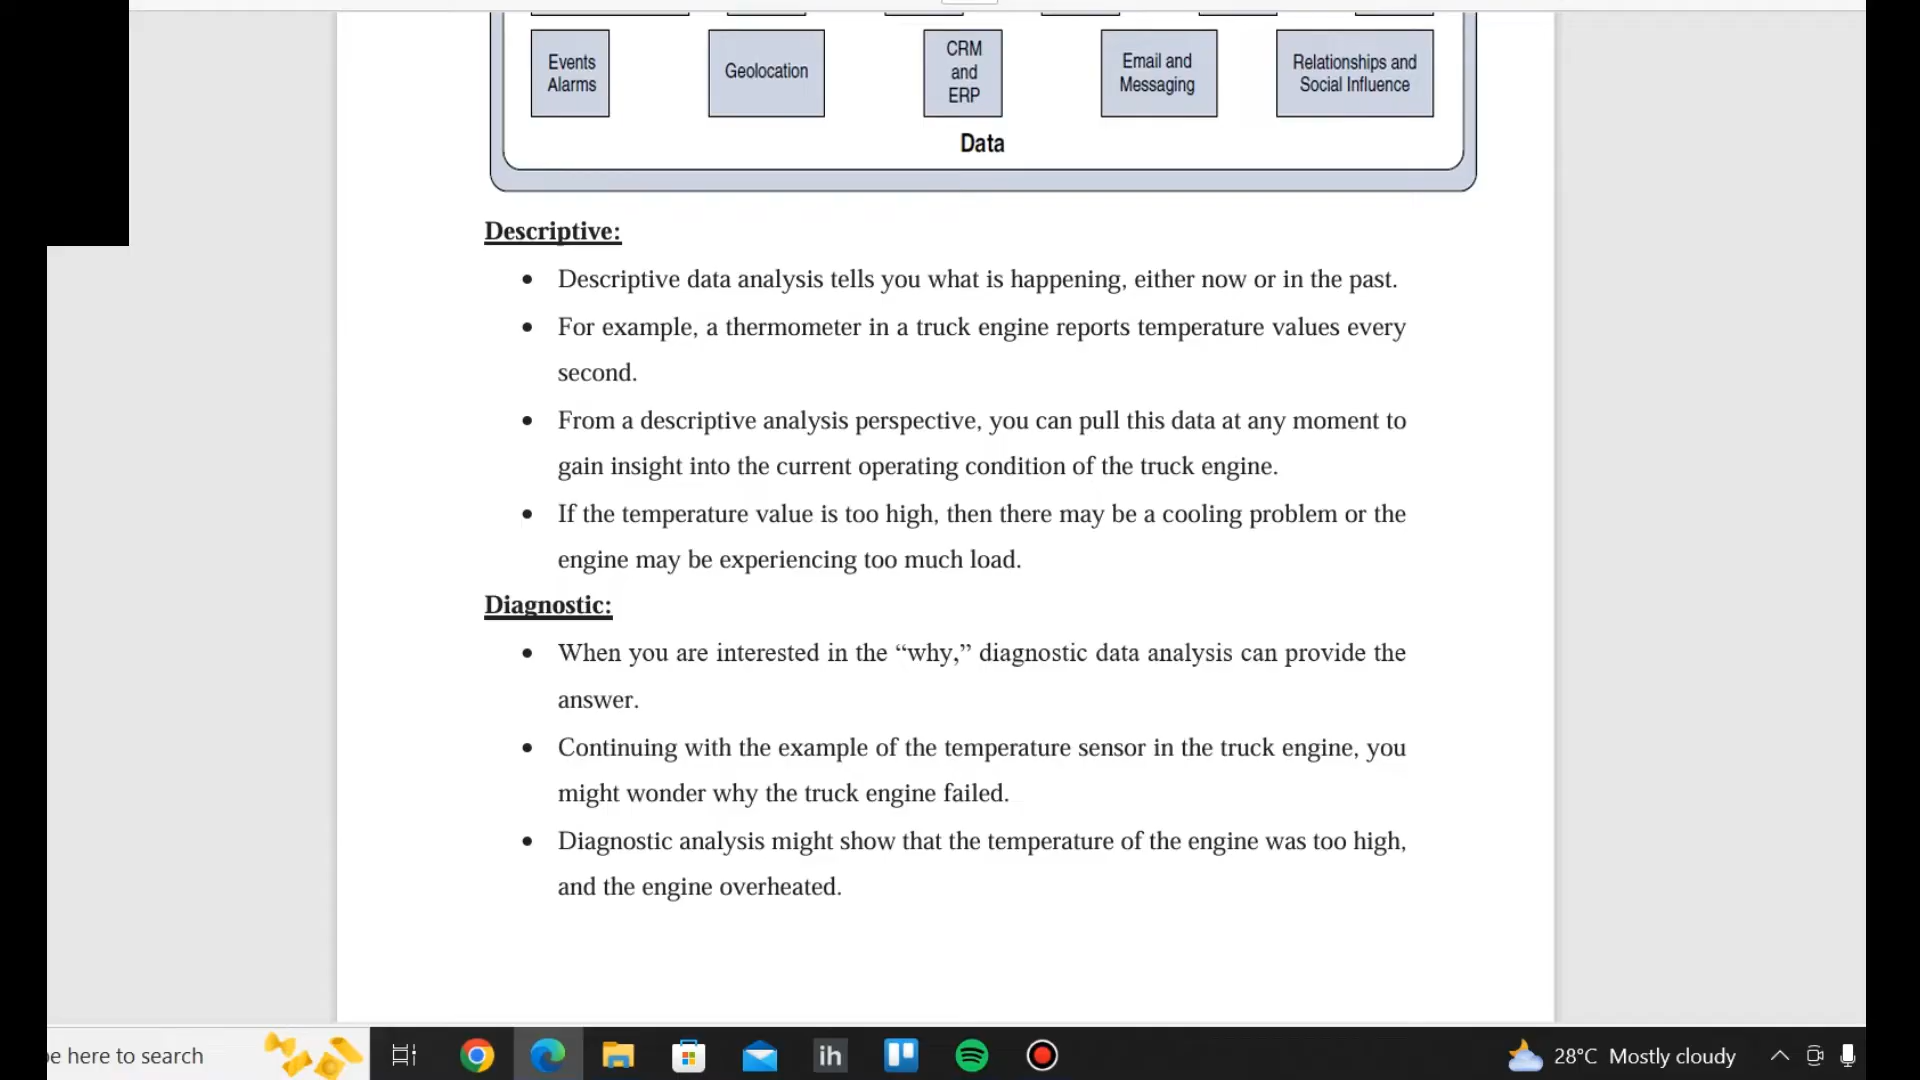 Events
Alarms
Geolocation
CRM
and
ERP
Email and
Messaging
Relationships and
Social Influence
Data
Descriptive:
• Descriptive data analysis tells you what is happening, either now or in the past.
• For example, a thermometer in a truck engine reports temperature values every
second.
• From a descriptive analysis perspective, you can pull this data at any moment to
gain insight into the current operating condition of the truck engine.
• If the temperature value is too high, then there may be a cooling problem or the
engine may be experiencing too much load.
Diagnostic:
• When you are interested in the “why,” diagnostic data analysis can provide the
answer.
• Continuing with the example of the temperature sensor in the truck engine, you
might wonder why the truck engine failed.
• Diagnostic analysis might show that the temperature of the engine was too high,
and the engine overheated.
e here to search
ih
28°C Mostly cloudy